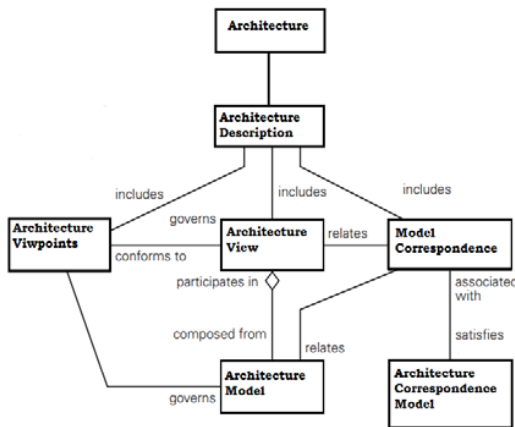 Architecture
Architecture
Description
includes
includes
includes
governs
Architecture
Viewpoints
conforms to
Architecture
View
relates
Model
Correspondence
participates in
associated
with
composed from
relates
satisfies
governs
Architecture
Model
Architecture
Correspondence
Model